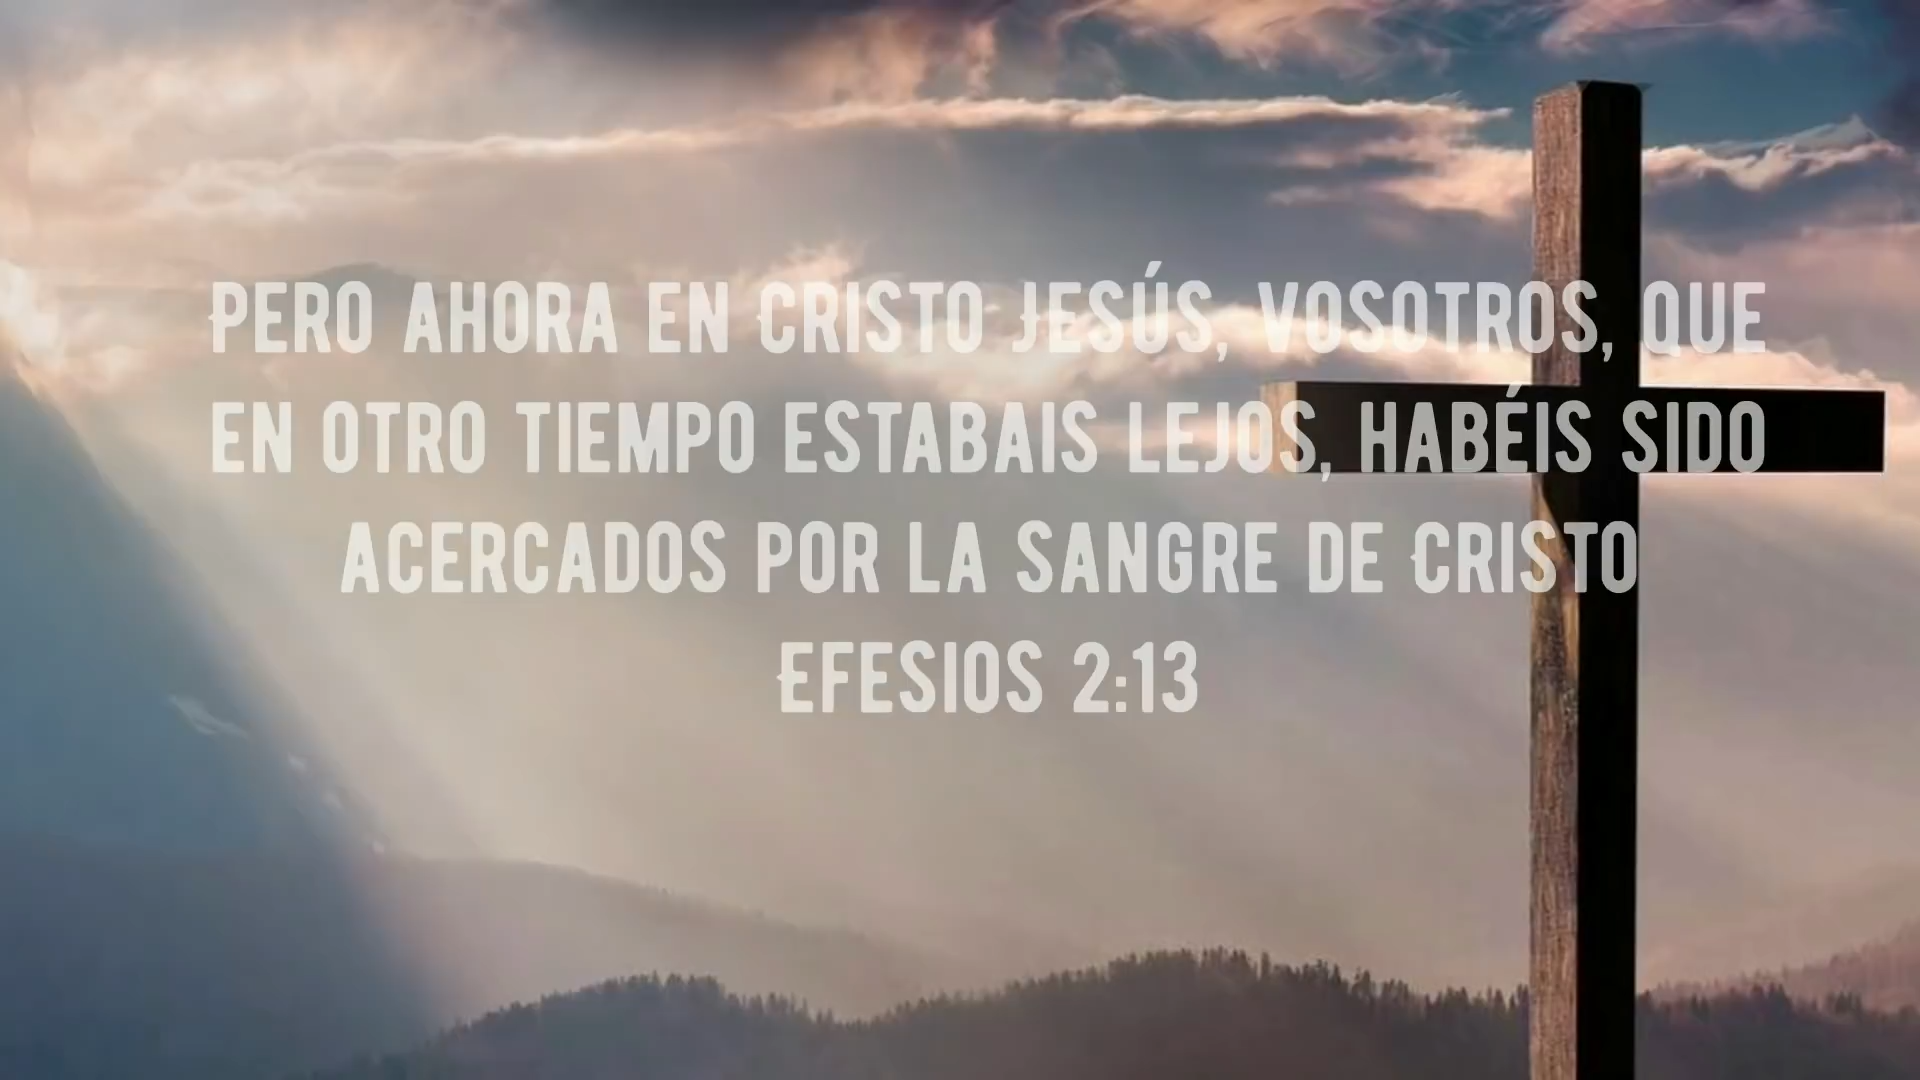 Pero ahora en Cristo Jesús, vosotros, que
en otro tiempo estabais lejos, habéis sido
acercados por la sangre de Cristo
Efesios 2:13